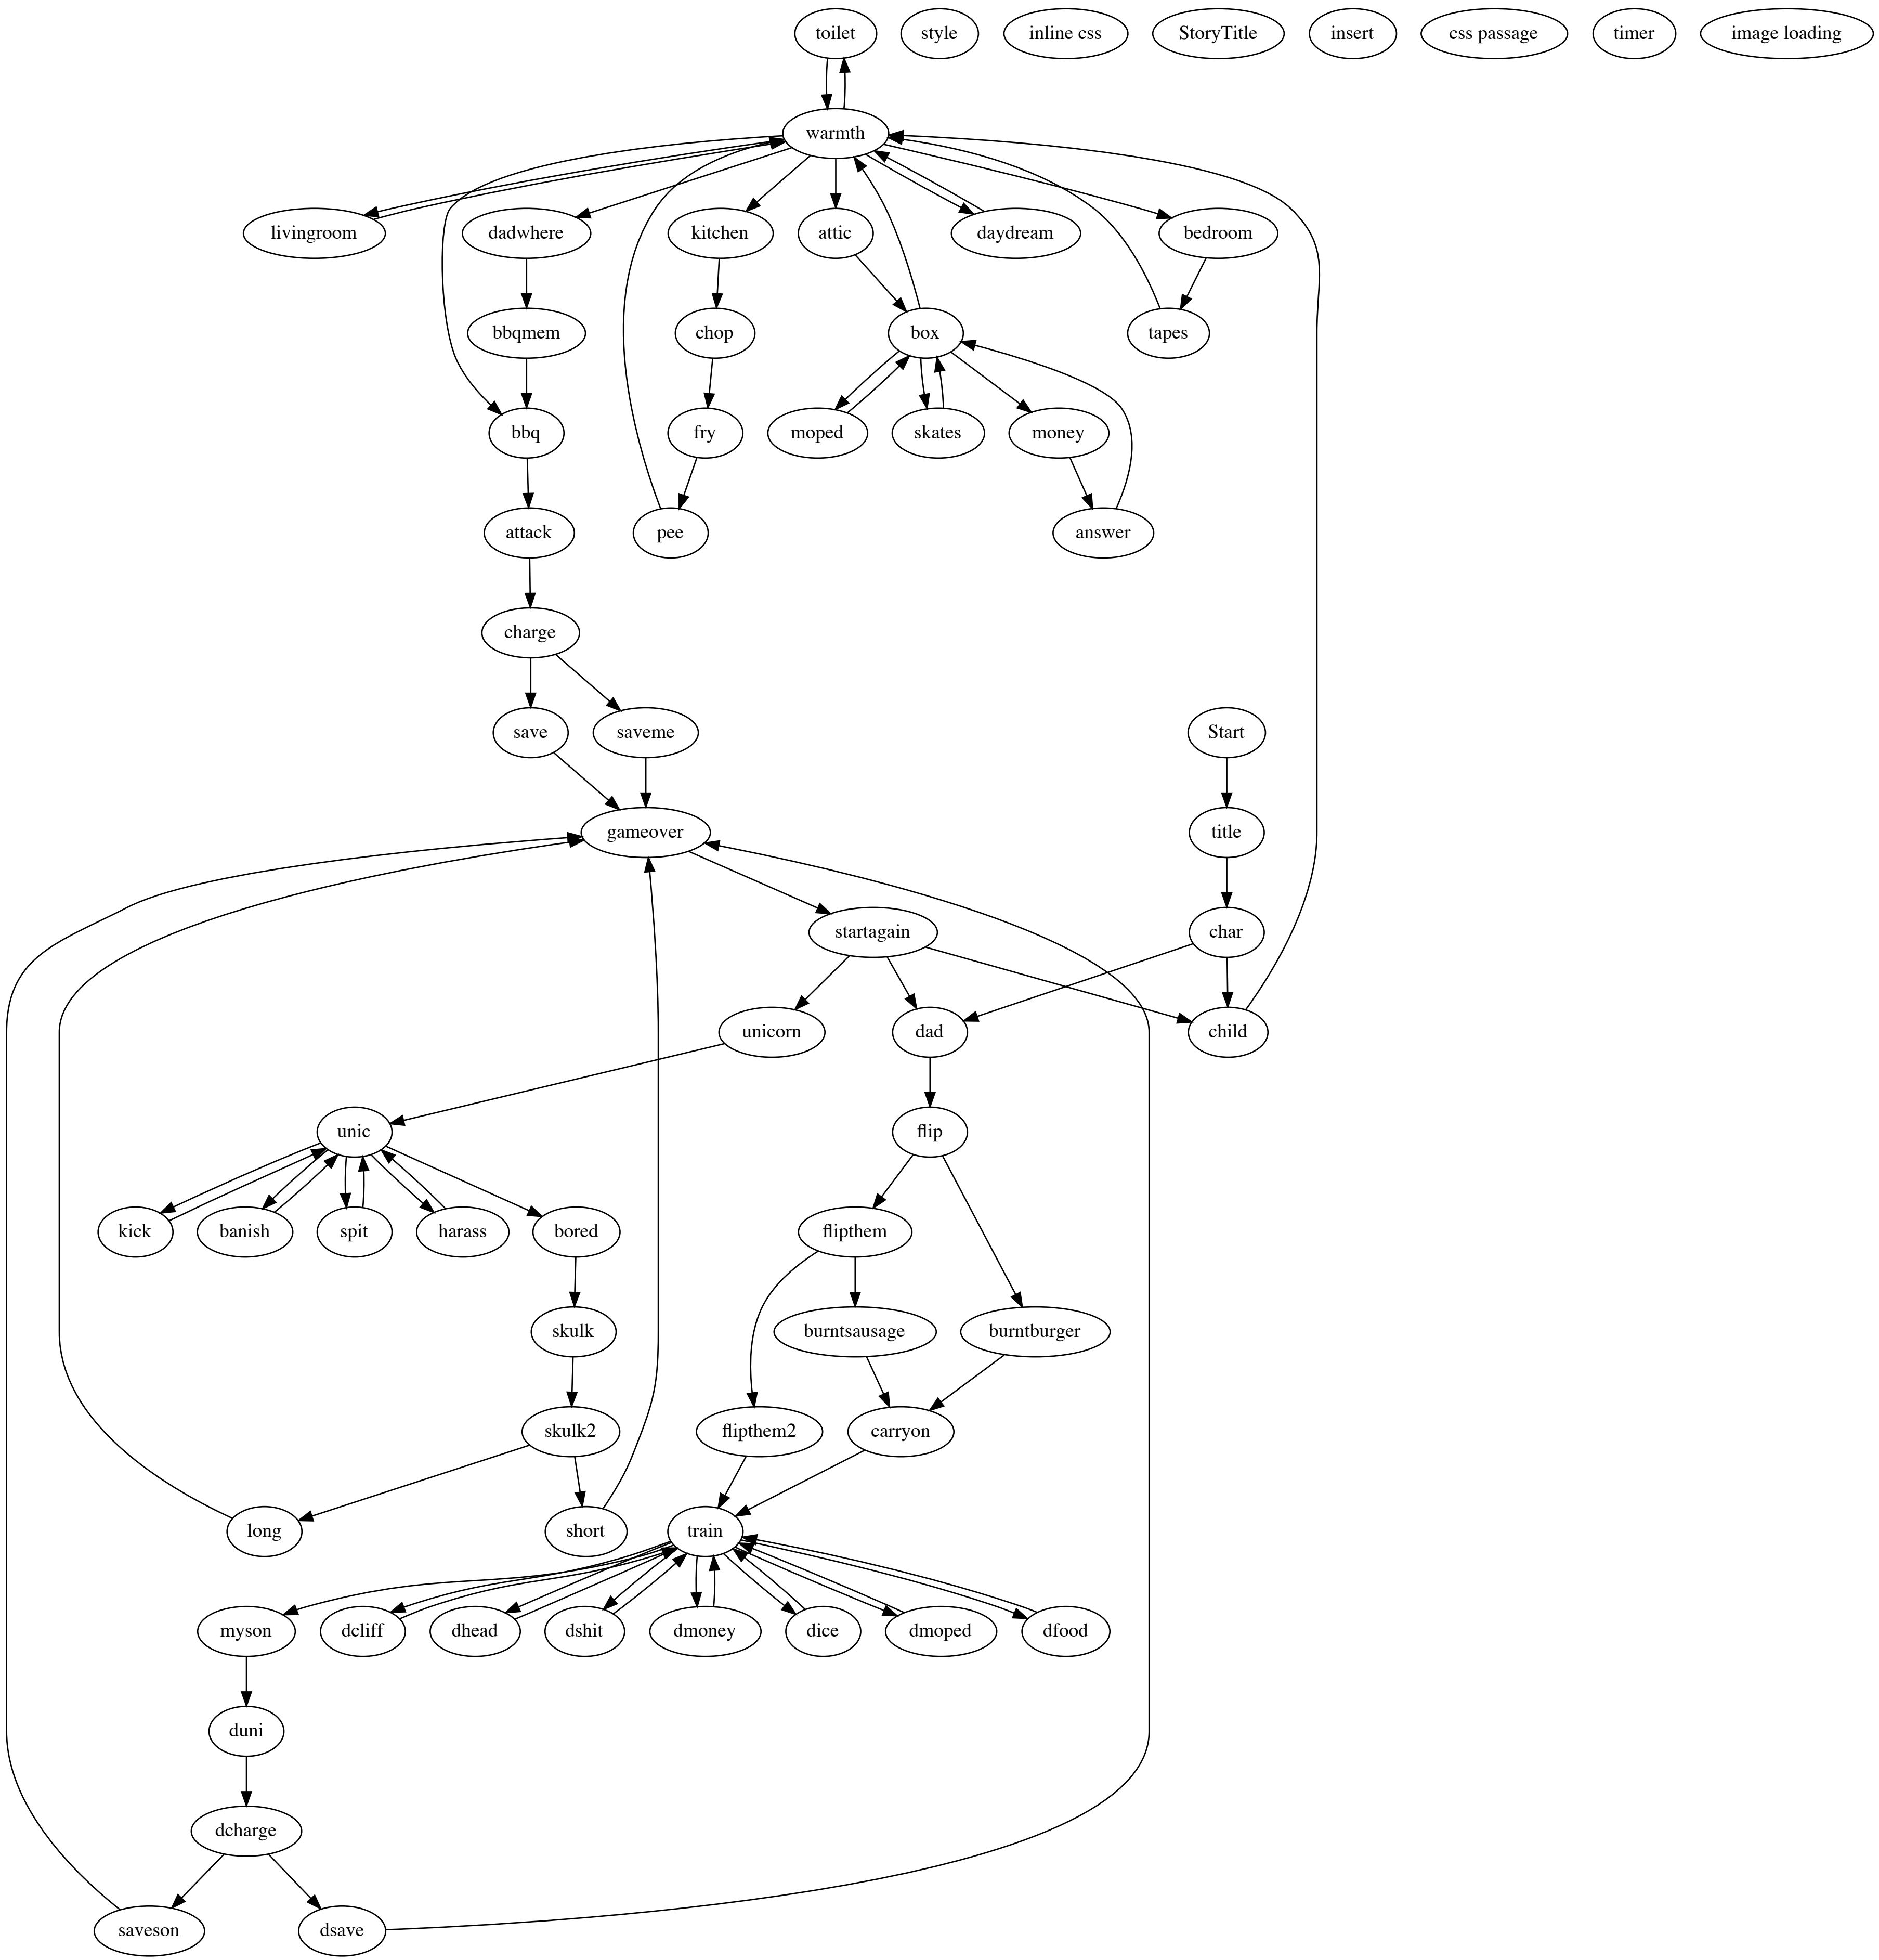 toilet
style
inline css
StoryTitle
insert
css passage
timer
image loading
warmth
livingroom
dadwhere
kitchen
attic
daydream
bedroom
bbqmem
chop
box
tapes
bbq
fry
moped
skates
money
attack
pee
answer
charge
save
saveme
Start
gameover
title
startagain
char
unicorn
dad
child
unic
flip
kick
banish
spit
harass
bored
flipthem
skulk
burntsausage
burntburger
skulk2
flipthem2
carryon
long
short
train
myson
dcliff
dhead
dshit
dmoney
dice
dmoped
dfood
duni
dcharge
saveson
dsave